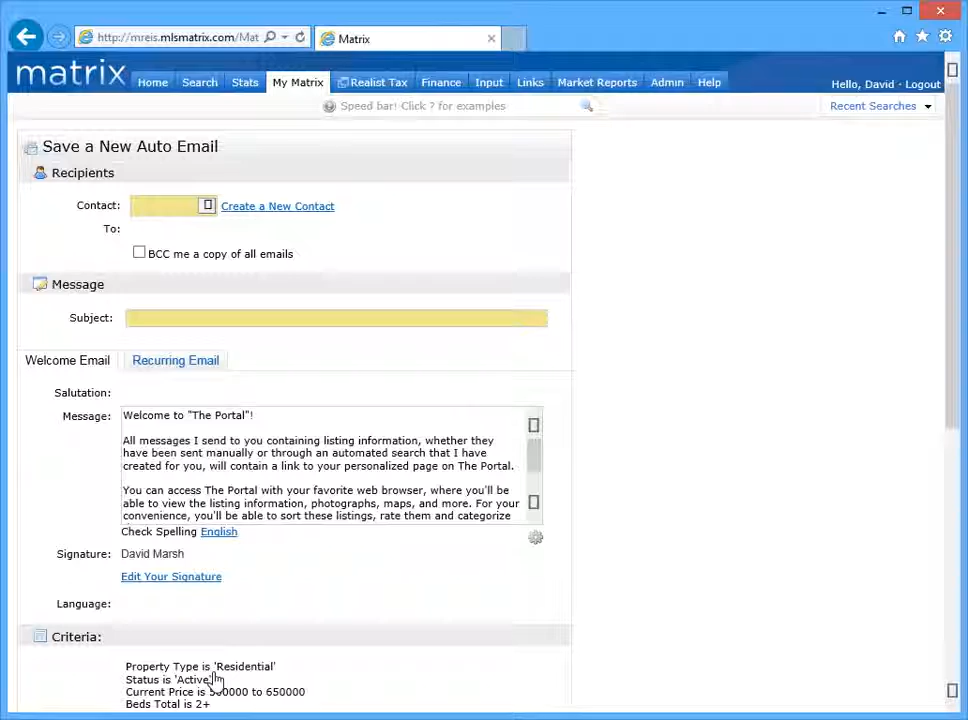 http://mreis.mlsmatrix.com/Mat
Matrix
matrix
Home Search Stats My Matrix Realist Tax Finance Input Links Market Reports Admin Help
Hello, David · Logout
Speed bar! Click ? for examples
Recent Searches
Save a New Auto Email
Recipients
Contact: Create a New Contact
To:
BCC me a copy of all emails
Message
Subject:
Welcome Email Recurring Email
Salutation:
Message: Welcome to "The Portal"!
All messages I send to you containing listing information, whether they
have been sent manually or through an automated search that I have
created for you, will contain a link to your personalized page on The Portal.
You can access The Portal with your favorite web browser, where you'll be
able to view the listing information, photographs, maps, and more. For your
convenience, you'll be able to sort these listings, rate them and categorize
Check Spelling English
Signature: David Marsh
Edit Your Signature
Language:
Criteria:
Property Type is 'Residential'
Status is 'Active'
Current Price is to 650000
Beds Total is 2+